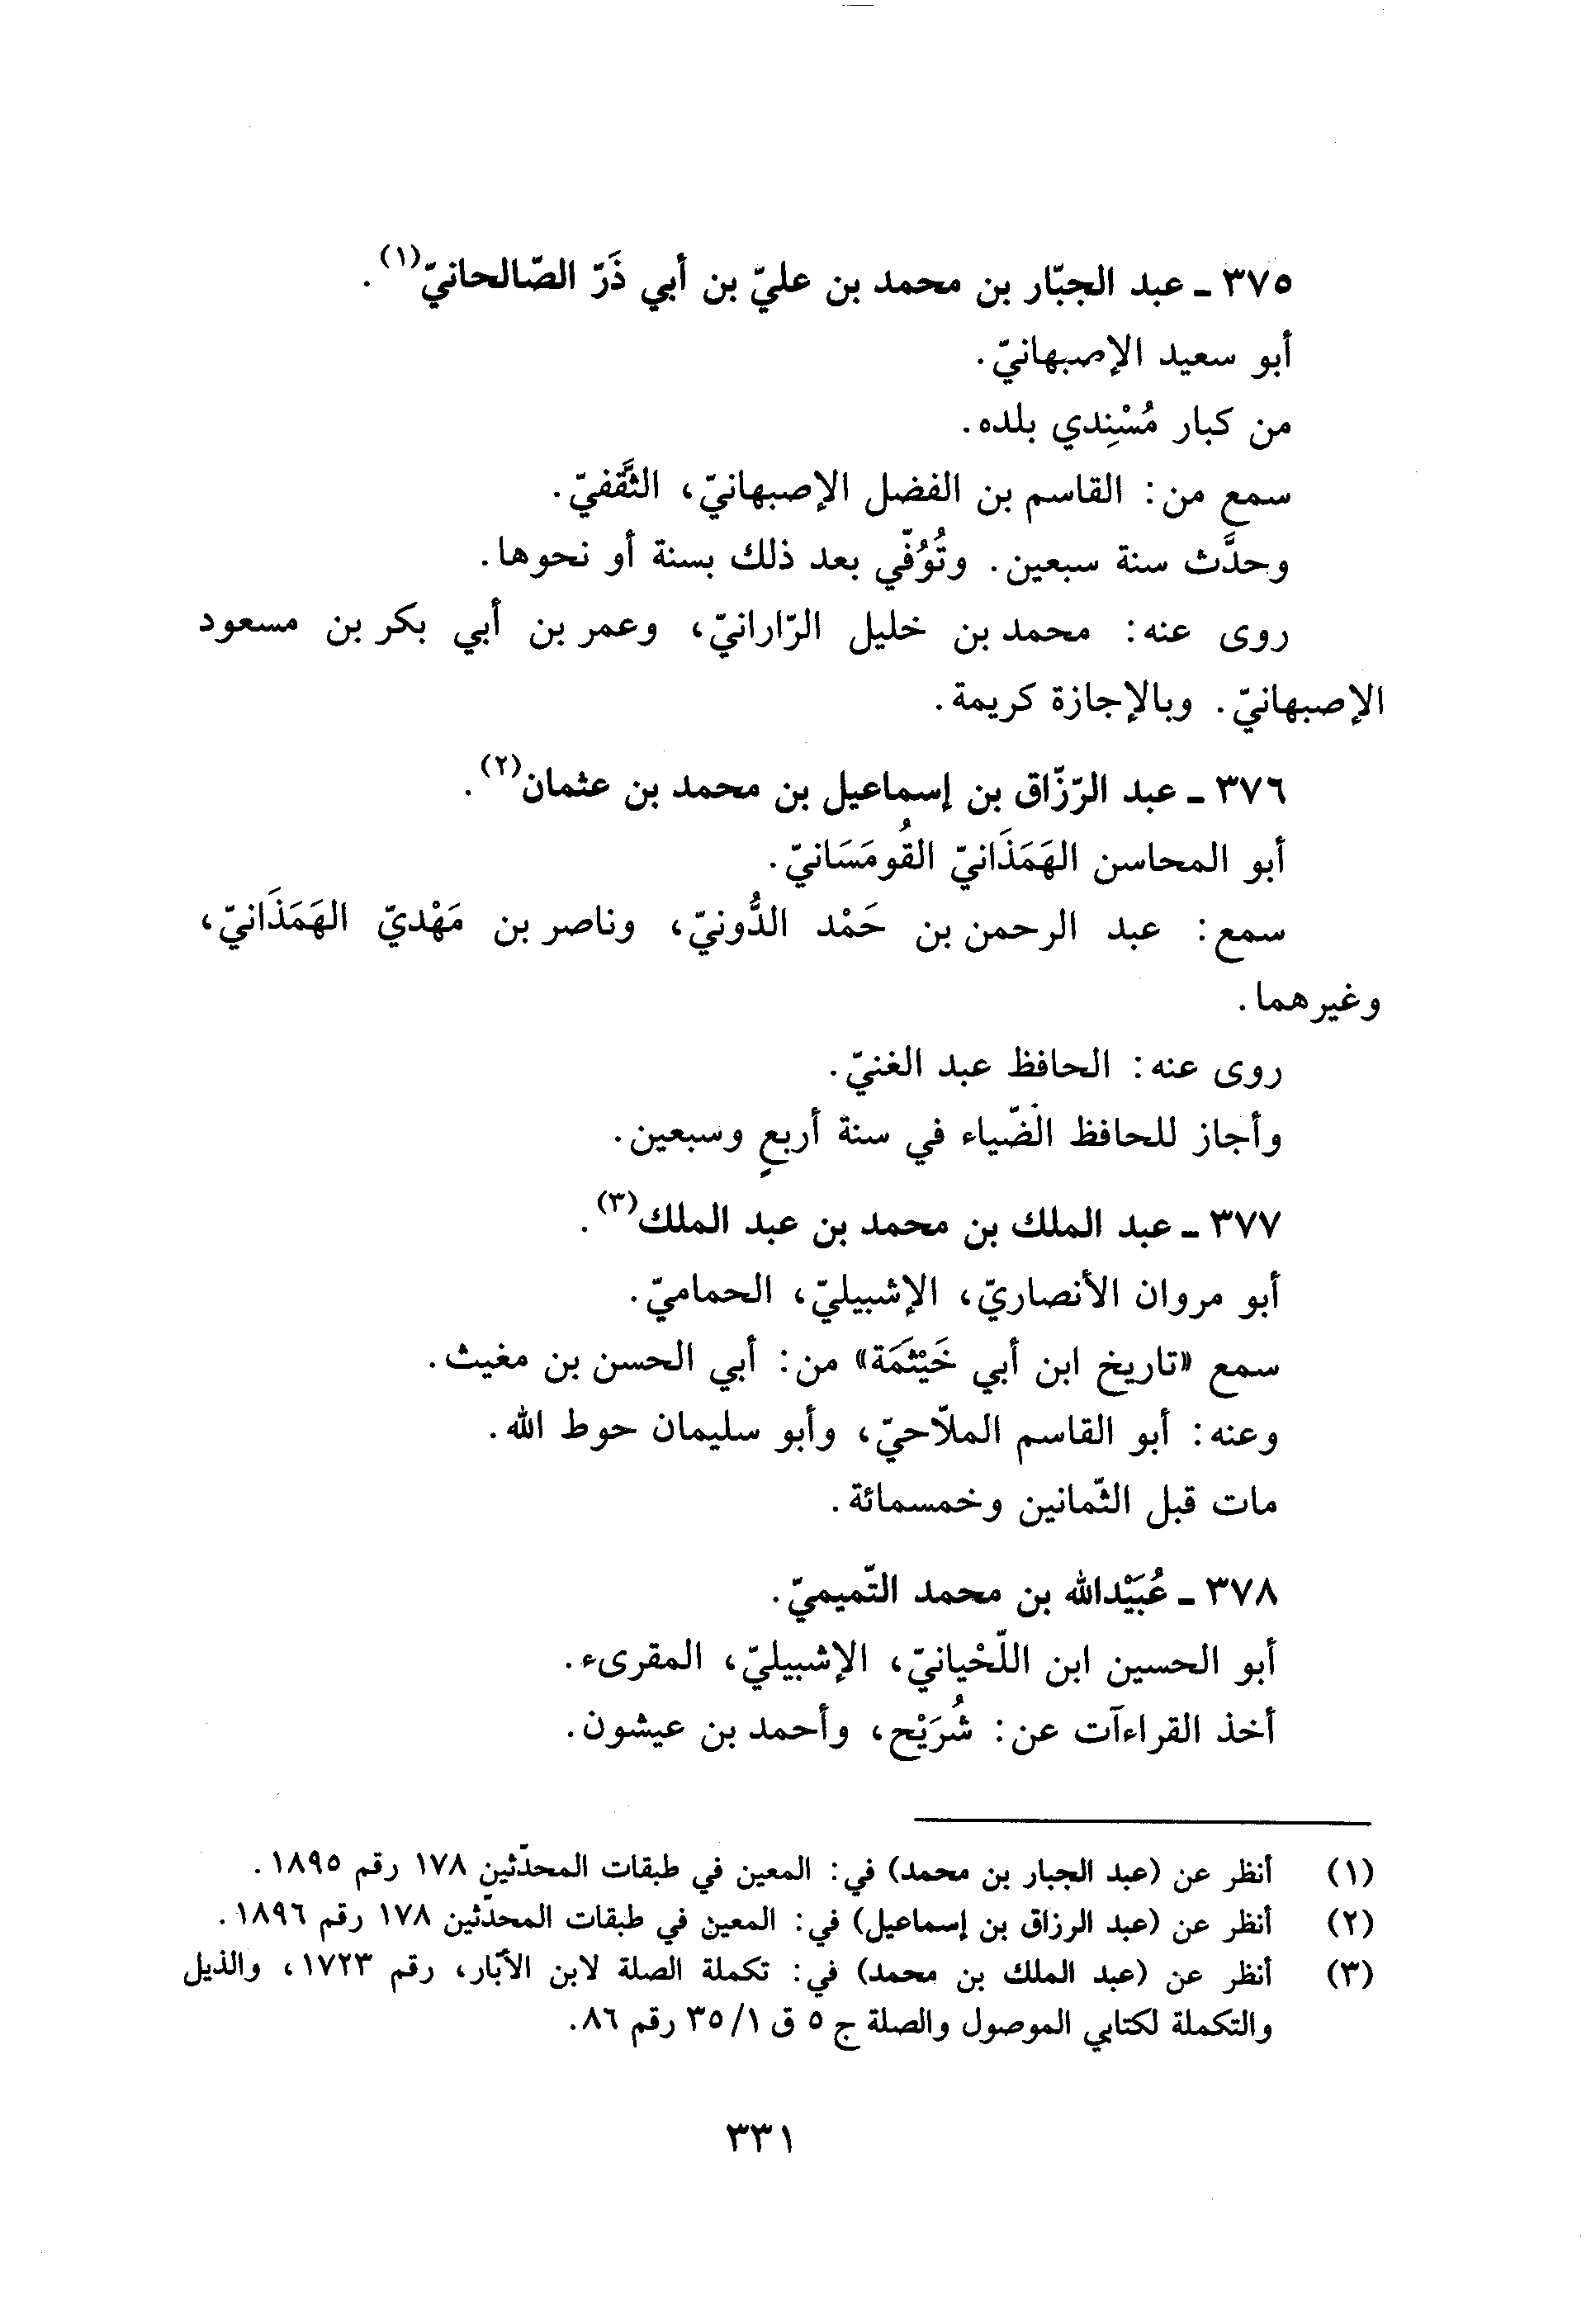 ٣٧٥ ـ عبد الجبّار بن محمد بن عليّ بن أبي ذَرّ الصّالحانيّ(١).
أبو سعيد الإصبهانيّ.
من كبار مُسْنِدي بلده.
سمع من: القاسم بن الفضل الإصبهانيّ، الثَّقفيّ.
وحدَّث سنة سبعين. وتُوُفّي بعد ذلك بسنة أو نحوها.
روى عنه: محمد بن خليل الرّارانيّ، وعمر بن أبي بكر بن مسعود
الإصبهانيّ. وبالإجازة كريمة.
٣٧٦ ـ عبد الرّزّاق بن إسماعيل بن محمد بن عثمان(٢).
أبو المحاسن الهَمَذَانيّ القُومَسَانيّ.
سمع: عبد الرحمن بن حَمْد الدُّونيّ، وناصر بن مَهْديّ الهَمَذَانيّ،
وغيرهما.
روى عنه: الحافظ عبد الغنيّ.
وأجاز للحافظ الضّياء في سنة أربعٍ وسبعين.
٣٧٧ ـ عبد الملك بن محمد بن عبد الملك(٣).
أبو مروان الأنصاريّ، الإشبيليّ، الحماميّ.
سمع «تاريخ ابن أبي خَيْثَمَة» من: أبي الحسن بن مغيث.
وعنه: أبو القاسم الملاّحيّ، وأبو سليمان حوط الله.
مات قبل الثّمانين وخمسمائة.
٣٧٨ ـ عُبَيْدالله بن محمد التّميميّ.
أبو الحسين ابن اللّحْيانيّ، الإشبيليّ، المقرىء.
أخذ القراءآت عن: شُرَيْح، وأحمد بن عيشون.
(١) أنظر عن (عبد الجبار بن محمد) في: المعين في طبقات المحدّثين ١٧٨ رقم ١٨٩٥.
(٢) أنظر عن (عبد الرزاق بن إسماعيل) في: المعين في طبقات المحدّثين ١٧٨ رقم ١٨٩٦.
(٣) أنظر عن (عبد الملك بن محمد) في: تكملة الصلة لابن الأبّار، رقم ١٧٢٣، والذيل
والتكملة لكتابي الموصول والصلة ج ٥ ق ١/ ٣٥ رقم ٨٦.
٣٣١